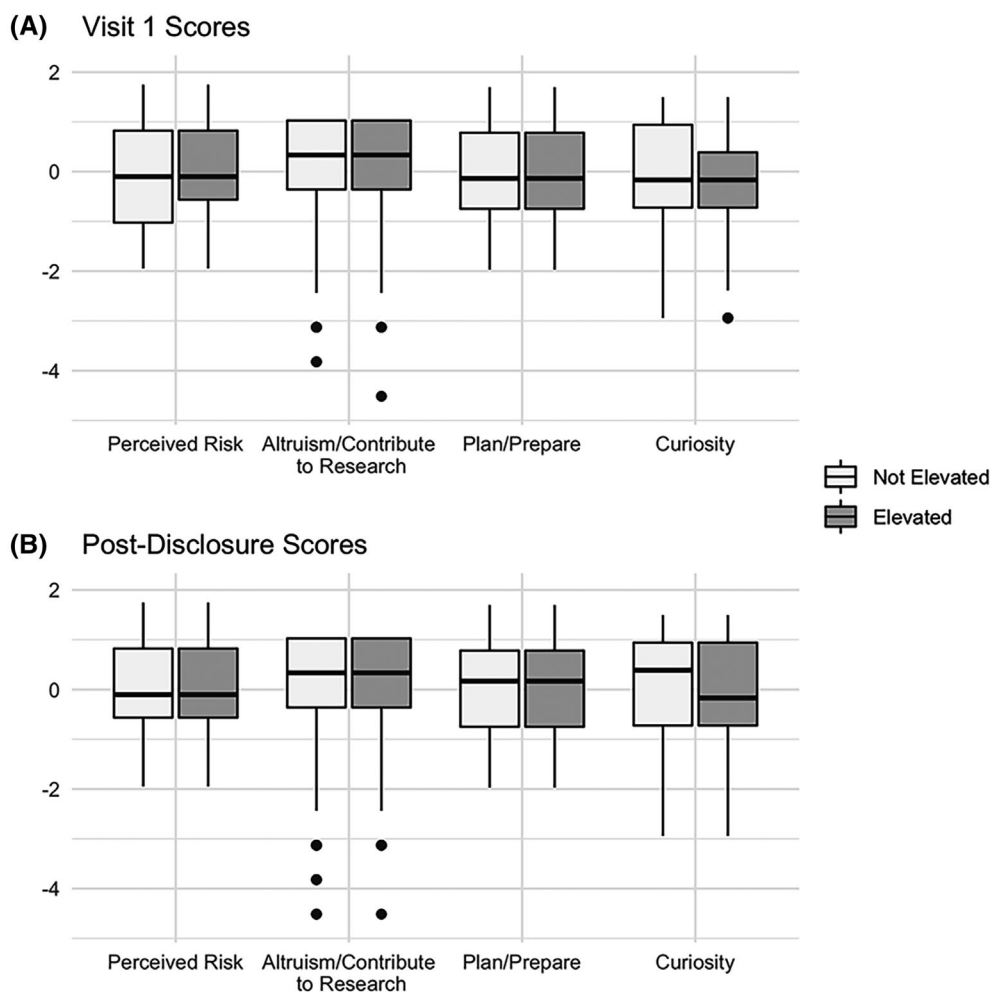 (A) Visit 1 Scores
2
0
-2
-4
Perceived Risk Altruism/Contribute Plan/Prepare Curiosity
to Research
Not Elevated
Elevated
(B) Post-Disclosure Scores
2
0
-2
-4
Perceived Risk Altruism/Contribute Plan/Prepare Curiosity
to Research